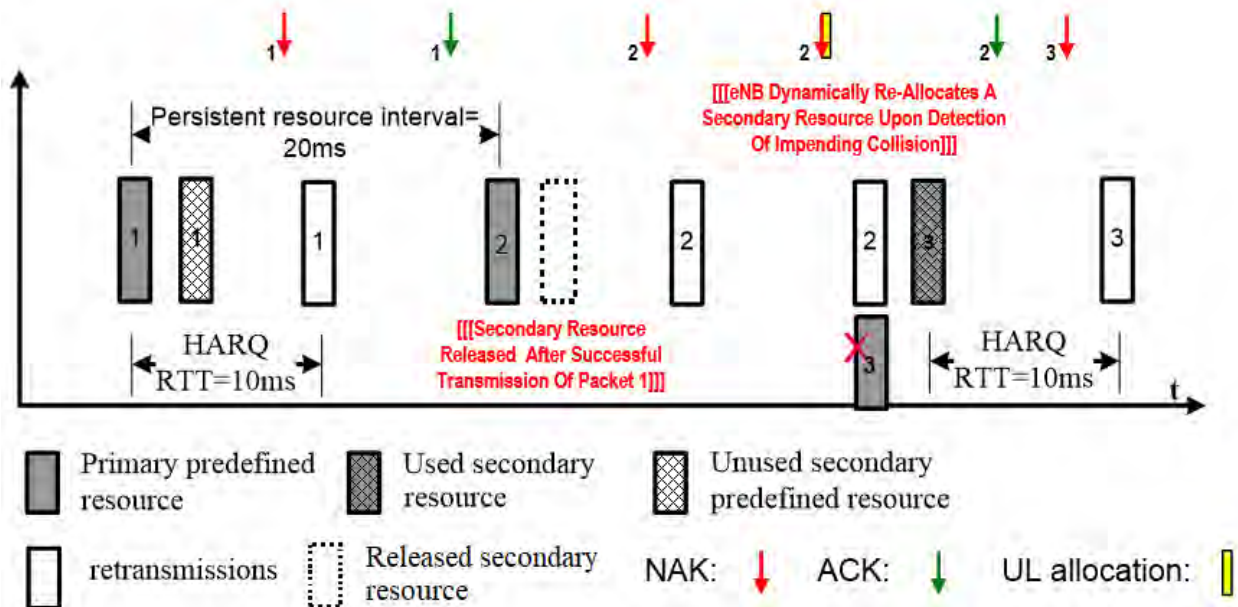 1 1 2 2 2 3
[[[eNB Dynamically Re-Allocates A
Secondary Resource Upon Detection
Of Impending Collision]]]
Persistent resource interval=
20ms
1 1 1 2 2 2 3 3
[[[Secondary Resource
Released After Successful
Transmission Of Packet 1]]]
3
HARQ
RTT=10ms
HARQ
RTT=10ms
t
Primary predefined
resource
Used secondary
resource
Unused secondary
predefined resource
retransmissions
Released secondary
resource
NAK:
ACK:
UL allocation: